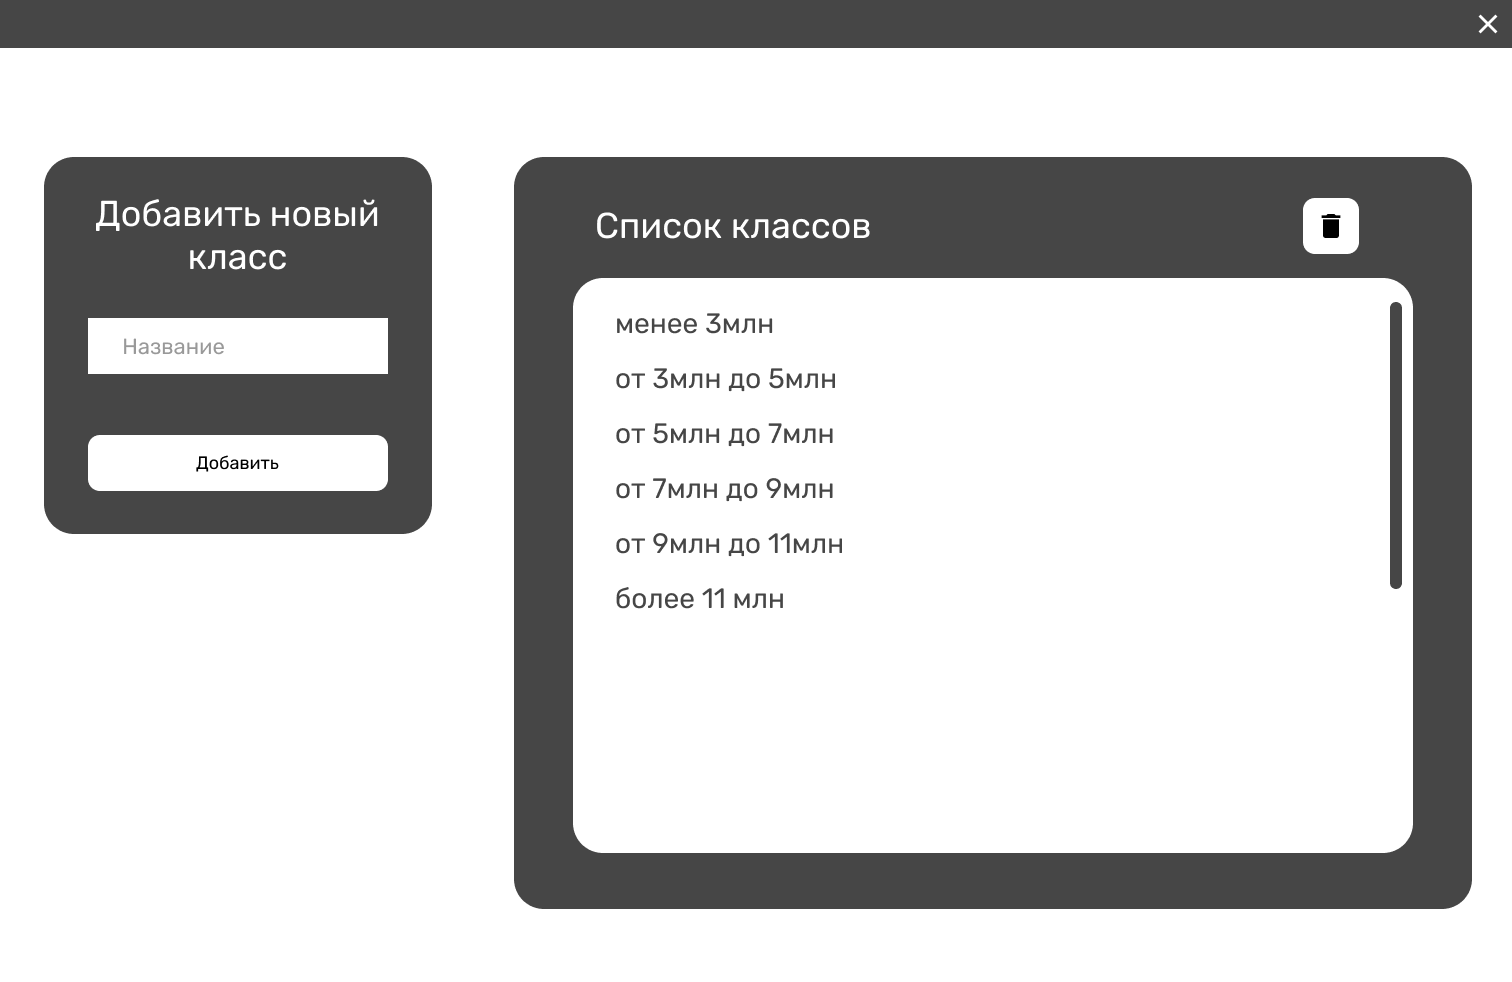 Добавить новый
класс
Название
Добавить
Список классов
менее 3млн
от 3млн до 5млн
от 5млн до 7млн
от 7млн до 9млн
от 9млн до 11млн
более 11 млн